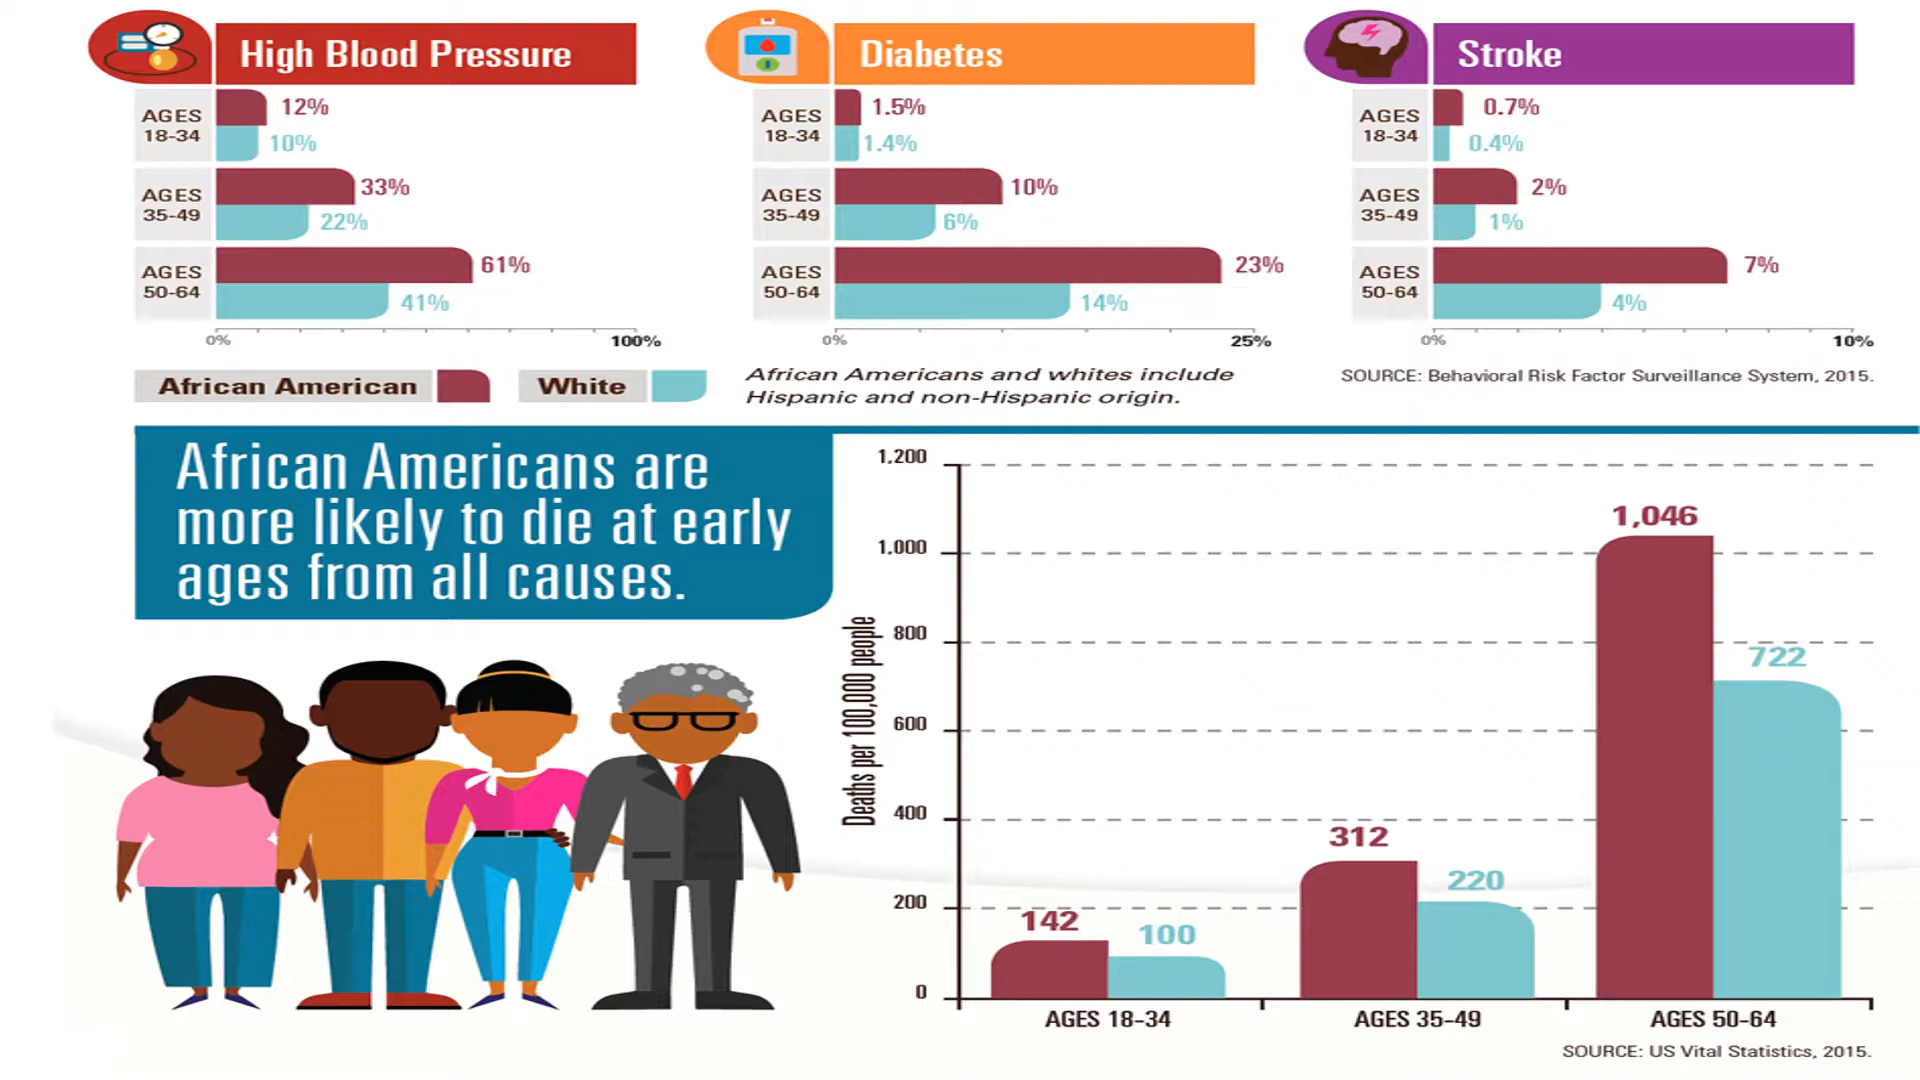 High Blood Pressure
AGES
18-34
12%
10%
AGES
35-49
33%
22%
AGES
50-64
61%
41%
0%
100%
Diabetes
AGES
18-34
1.5%
1.4%
AGES
35-49
10%
6%
AGES
50-64
23%
14%
0%
25%
Stroke
AGES
18-34
0.7%
0.4%
AGES
35-49
2%
1%
AGES
50-64
7%
4%
0%
10%
African American
White
African Americans and whites include
Hispanic and non-Hispanic origin.
SOURCE: Behavioral Risk Factor Surveillance System, 2015.
African Americans are
more likely to die at early
ages from all causes.
Deaths per 100,000 people
1,200
1,000
800
600
400
200
0
142
100
312
220
1,046
722
AGES 18-34
AGES 35-49
AGES 50-64
SOURCE: US Vital Statistics, 2015.